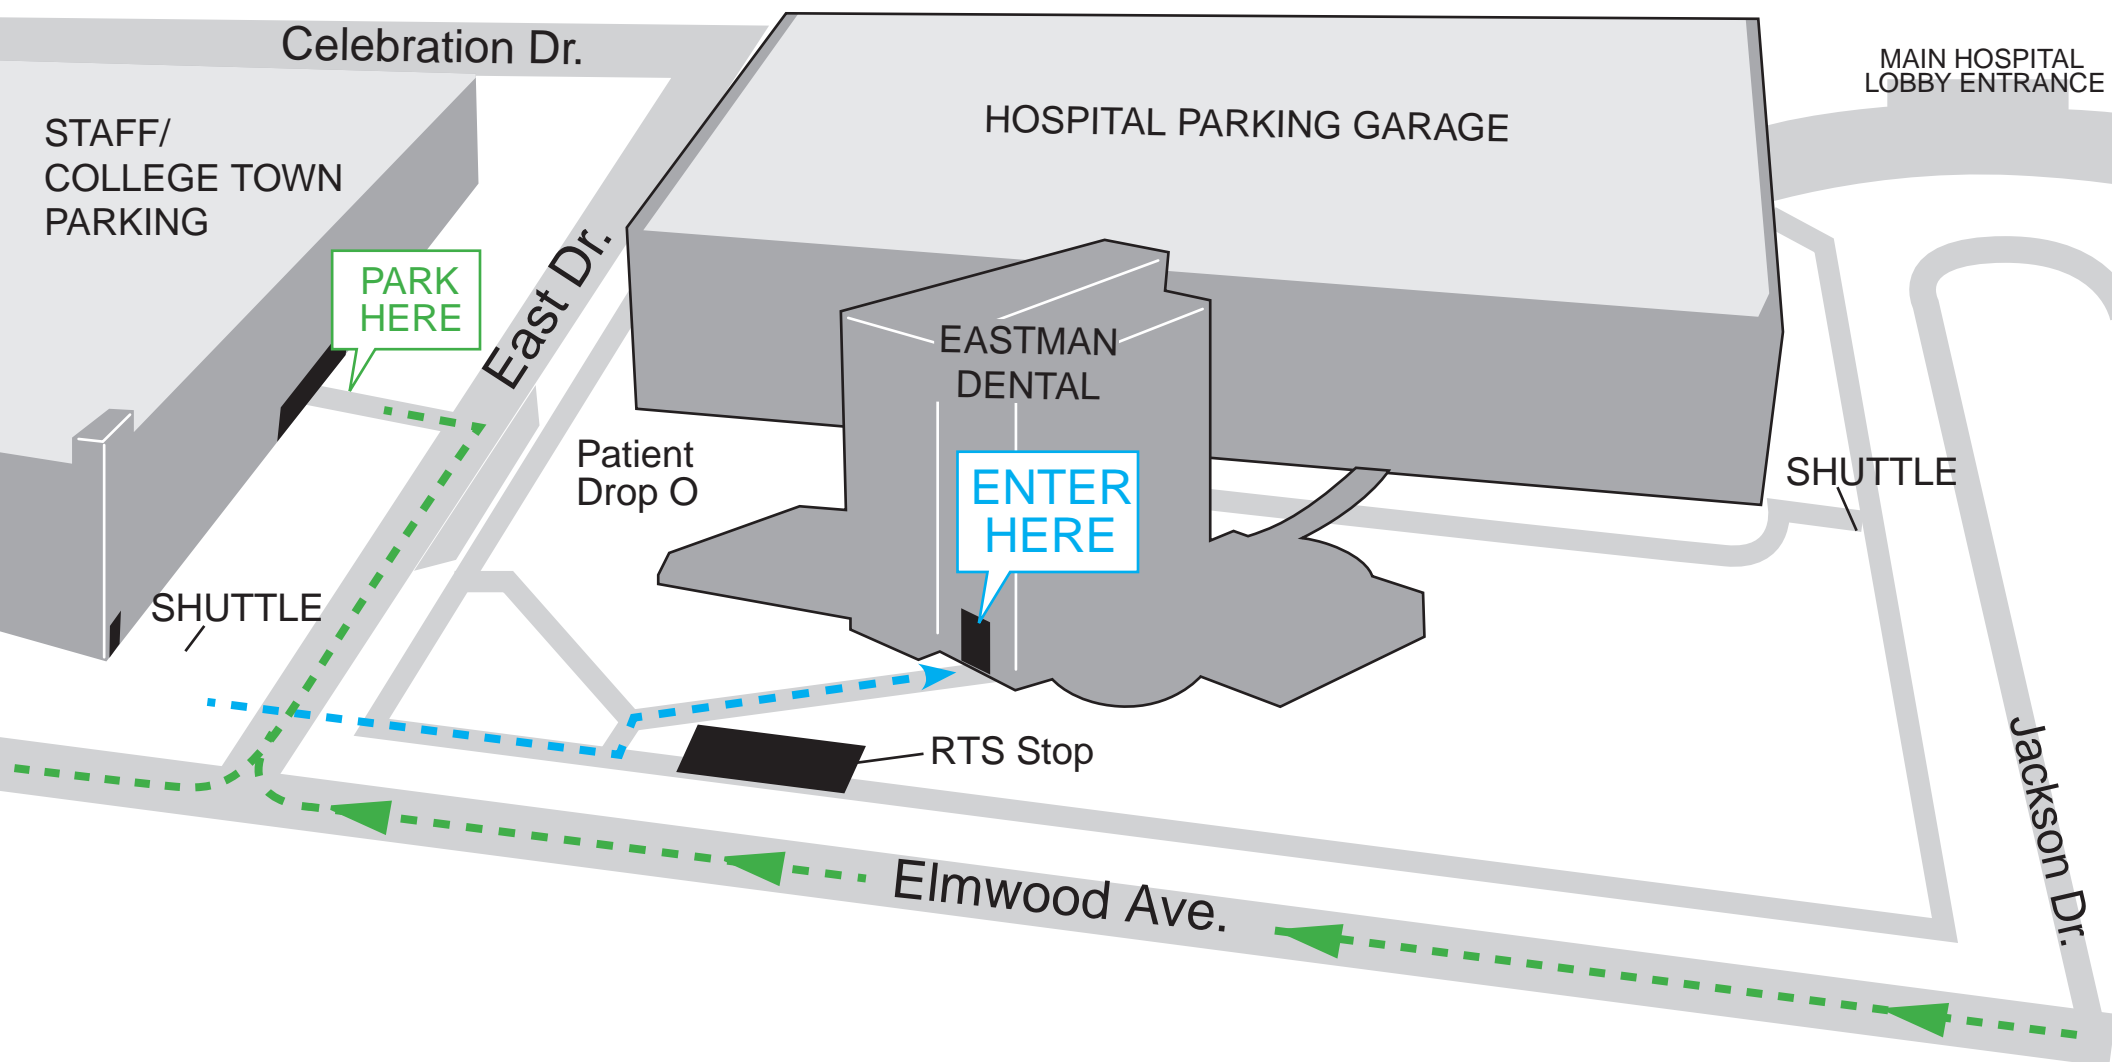 Celebration Dr.
MAIN HOSPITAL
LOBBY ENTRANCE
HOSPITAL PARKING GARAGE
STAFF/
COLLEGE TOWN
PARKING
PARK
HERE
East Dr.
EASTMAN
DENTAL
Patient
Drop O
ENTER
HERE
SHUTTLE
SHUTTLE
RTS Stop
Jackson Dr.
Elmwood Ave.